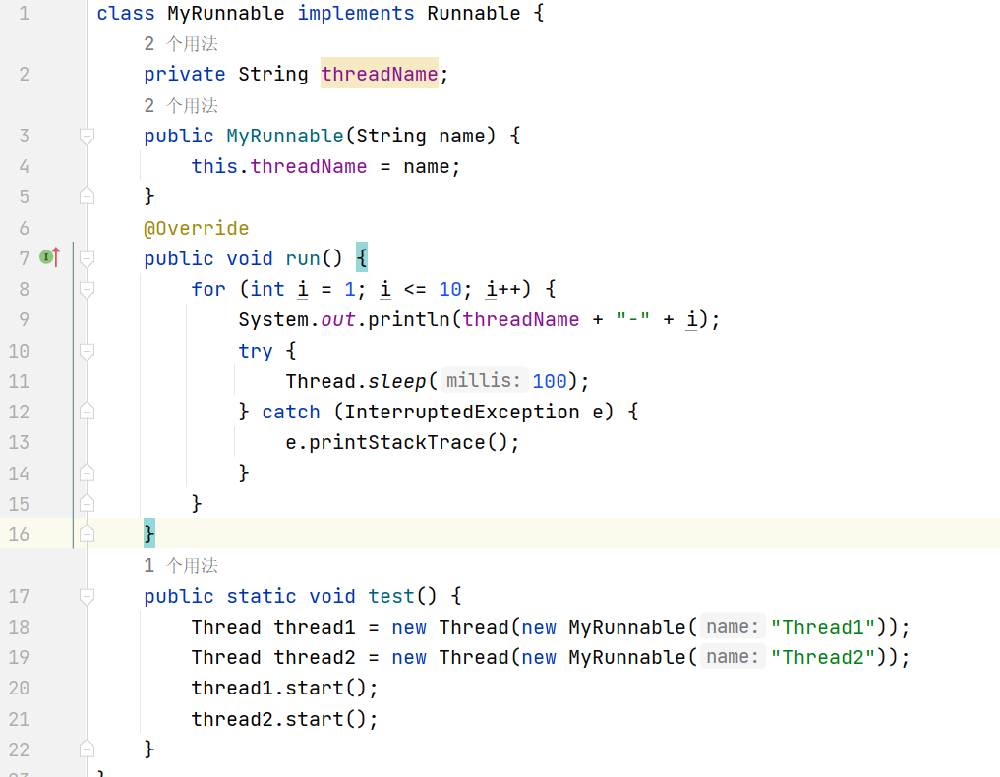 1 class MyRunnable implements Runnable {
2 个用法
2 private String threadName;
2 个用法
3 public MyRunnable(String name) {
4 this.threadName = name;
5 }
6 @Override
7 public void run() {
8 for (int i = 1; i <= 10; i++) {
9 System.out.println(threadName + "-" + i);
10 try {
11 Thread.sleep( millis: 100);
12 } catch (InterruptedException e) {
13 e.printStackTrace();
14 }
15 }
16 }
1 个用法
17 public static void test() {
18 Thread thread1 = new Thread(new MyRunnable( name: "Thread1"));
19 Thread thread2 = new Thread(new MyRunnable( name: "Thread2"));
20 thread1.start();
21 thread2.start();
22 }
23 }